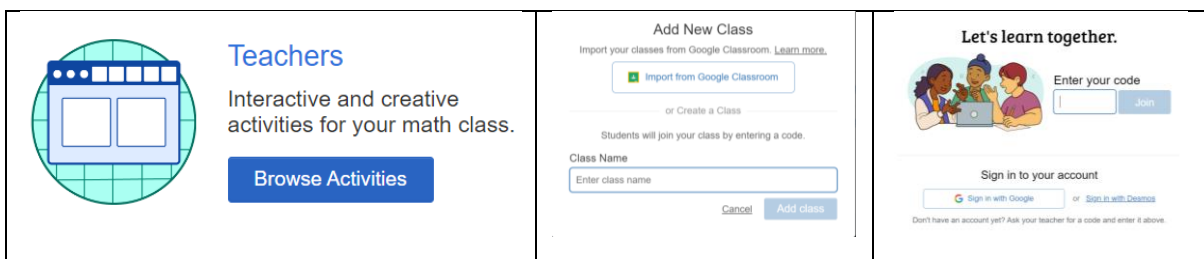 Teachers
Interactive and creative
activities for your math class.
Browse Activities
Add New Class
Import your classes from Google Classroom. Learn more.
Import from Google Classroom
or Create a Class
Students will join your class by entering a code.
Class Name
Enter class name
Cancel Add class
Let's learn together.
Enter your code
Join
Sign in to your account
Sign in with Google or Sign in with Desmos
Don't have an account yet? Ask your teacher for a code and enter it above.